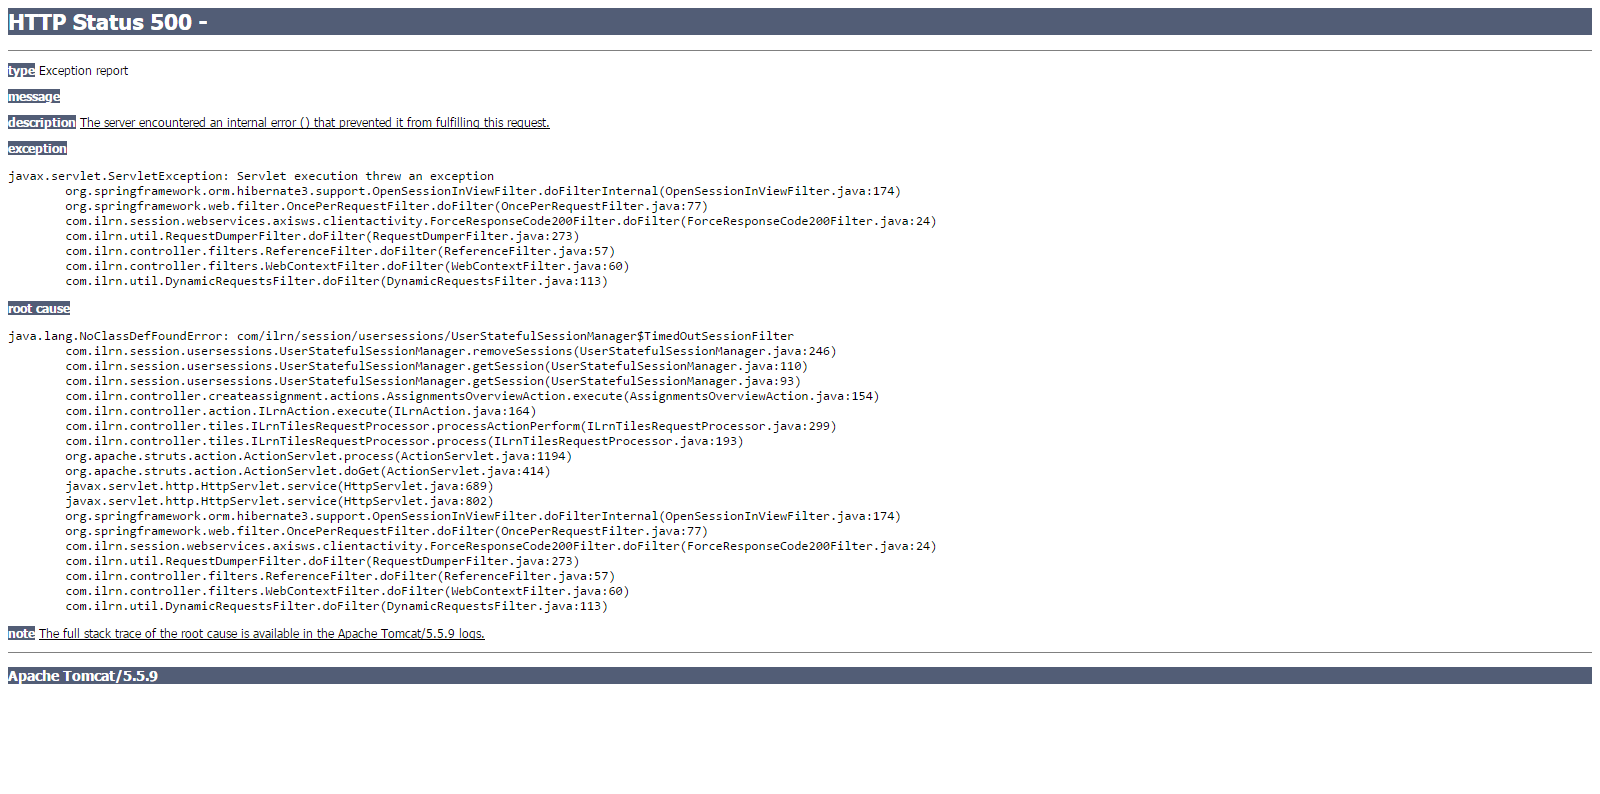 HTTP Status 500 -
type Exception report
message
description The server encountered an internal error () that prevented it from fulfilling this request.
exception
javax.servlet.ServletException: Servlet execution threw an exception
org.springframework.orm.hibernate3.support.OpenSessionInViewFilter.doFilterInternal(OpenSessionInViewFilter.java:174)
org.springframework.web.filter.OncePerRequestFilter.doFilter(OncePerRequestFilter.java:77)
com.ilrn.session.webservices.axisws.clientactivity.ForceResponseCode200Filter.doFilter(ForceResponseCode200Filter.java:24)
com.ilrn.util.RequestDumperFilter.doFilter(RequestDumperFilter.java:273)
com.ilrn.controller.filters.ReferenceFilter.doFilter(ReferenceFilter.java:57)
com.ilrn.controller.filters.WebContextFilter.doFilter(WebContextFilter.java:60)
com.ilrn.util.DynamicRequestsFilter.doFilter(DynamicRequestsFilter.java:113)
root cause
java.lang.NoClassDefFoundError: com/ilrn/session/usersessions/UserStatefulSessionManager$TimedOutSessionFilter
com.ilrn.session.usersessions.UserStatefulSessionManager.removeSessions(UserStatefulSessionManager.java:246)
com.ilrn.session.usersessions.UserStatefulSessionManager.getSession(UserStatefulSessionManager.java:110)
com.ilrn.session.usersessions.UserStatefulSessionManager.getSession(UserStatefulSessionManager.java:93)
com.ilrn.controller.createassignment.actions.AssignmentsOverviewAction.execute(AssignmentsOverviewAction.java:154)
com.ilrn.controller.action.ILrnAction.execute(ILrnAction.java:164)
com.ilrn.controller.tiles.ILrnTilesRequestProcessor.processActionPerform(ILrnTilesRequestProcessor.java:299)
com.ilrn.controller.tiles.ILrnTilesRequestProcessor.process(ILrnTilesRequestProcessor.java:193)
org.apache.struts.action.ActionServlet.process(ActionServlet.java:1194)
org.apache.struts.action.ActionServlet.doGet(ActionServlet.java:414)
javax.servlet.http.HttpServlet.service(HttpServlet.java:689)
javax.servlet.http.HttpServlet.service(HttpServlet.java:802)
org.springframework.orm.hibernate3.support.OpenSessionInViewFilter.doFilterInternal(OpenSessionInViewFilter.java:174)
org.springframework.web.filter.OncePerRequestFilter.doFilter(OncePerRequestFilter.java:77)
com.ilrn.session.webservices.axisws.clientactivity.ForceResponseCode200Filter.doFilter(ForceResponseCode200Filter.java:24)
com.ilrn.util.RequestDumperFilter.doFilter(RequestDumperFilter.java:273)
com.ilrn.controller.filters.ReferenceFilter.doFilter(ReferenceFilter.java:57)
com.ilrn.controller.filters.WebContextFilter.doFilter(WebContextFilter.java:60)
com.ilrn.util.DynamicRequestsFilter.doFilter(DynamicRequestsFilter.java:113)
note The full stack trace of the root cause is available in the Apache Tomcat/5.5.9 logs.
Apache Tomcat/5.5.9